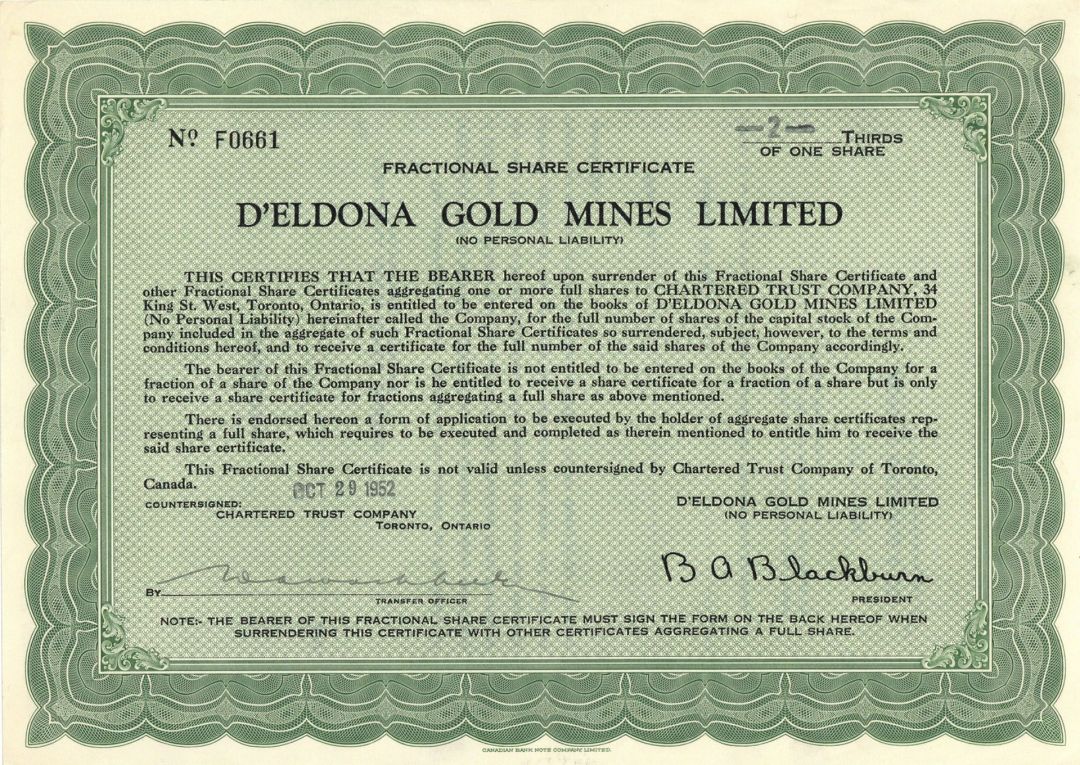 No F0661
—2— THIRDS
OF ONE SHARE
FRACTIONAL SHARE CERTIFICATE
D'ELDONA GOLD MINES LIMITED
(NO PERSONAL LIABILITY)
THIS CERTIFIES THAT THE BEARER hereof upon surrender of this Fractional Share Certificate and
other Fractional Share Certificates aggregating one or more full shares to CHARTERED TRUST COMPANY, 34
King St. West, Toronto, Ontario, is entitled to be entered on the books of D'ELDONA GOLD MINES LIMITED
(No Personal Liability) hereinafter called the Company, for the full number of shares of the capital stock of the Com-
pany included in the aggregate of such Fractional Share Certificates so surrendered, subject, however, to the terms and
conditions hereof, and to receive a certificate for the full number of the said shares of the Company accordingly.
The bearer of this Fractional Share Certificate is not entitled to be entered on the books of the Company for a
fraction of a share of the Company nor is he entitled to receive a share certificate for a fraction of a share but is only
to receive a share certificate for fractions aggregating a full share as above mentioned.
There is endorsed hereon a form of application to be executed by the holder of aggregate share certificates rep-
resenting a full share, which requires to be executed and completed as therein mentioned to entitle him to receive the
said share certificate.
This Fractional Share Certificate is not valid unless countersigned by Chartered Trust Company of Toronto,
Canada.
OCT 29 1952
COUNTERSIGNED:
CHARTERED TRUST COMPANY
TORONTO, ONTARIO
D'ELDONA GOLD MINES LIMITED
(NO PERSONAL LIABILITY)
B A Blackburn
BY
TRANSFER OFFICER
PRESIDENT
NOTE:- THE BEARER OF THIS FRACTIONAL SHARE CERTIFICATE MUST SIGN THE FORM ON THE BACK HEREOF WHEN
SURRENDERING THIS CERTIFICATE WITH OTHER CERTIFICATES AGGREGATING A FULL SHARE.
CANADIAN BANK NOTE COMPANY, LIMITED.